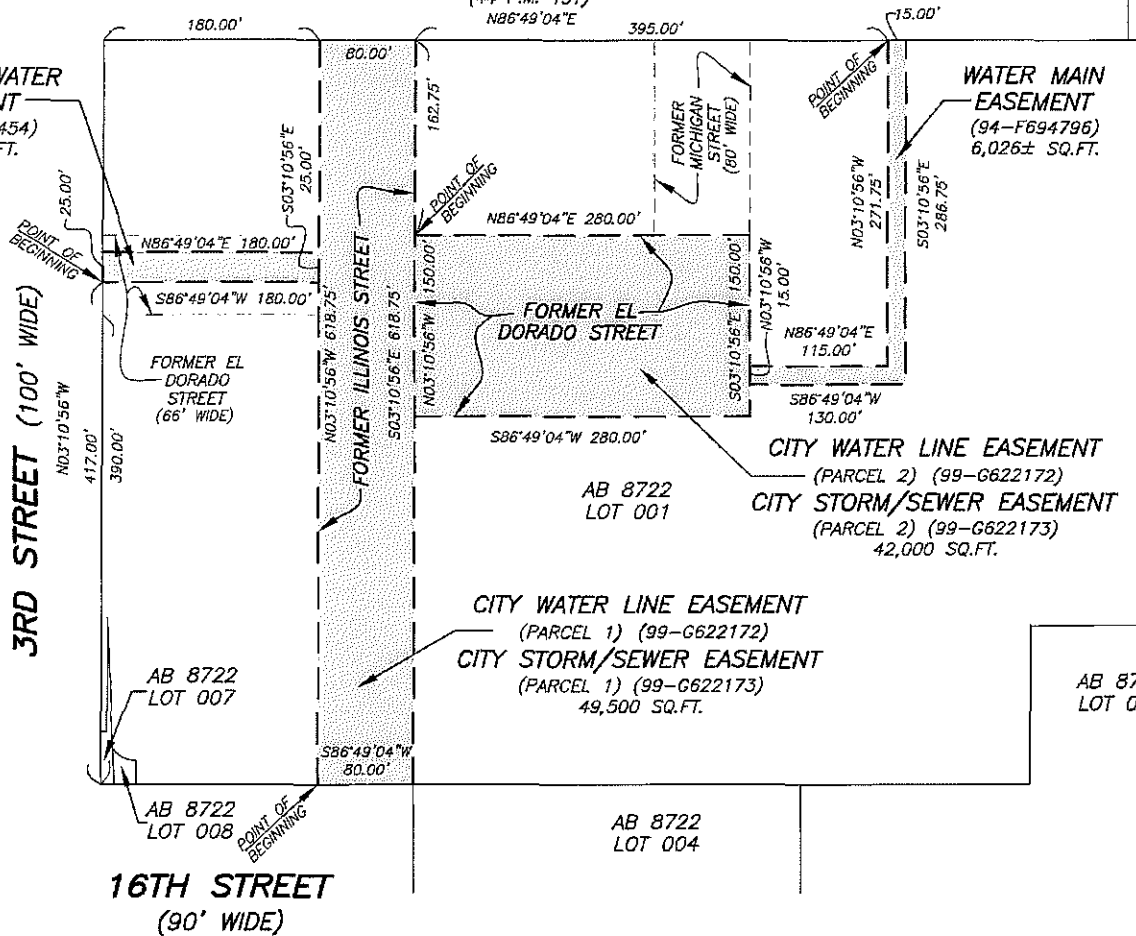 N86°49'04"E
180.00'
80.00'
395.00'
15.00'
WATER
454)
FT.
S03°10'56"E
25.00'
162.75'
FORMER
MICHIGAN
STREET
(80' WIDE)
POINT OF
BEGINNING
WATER MAIN
EASEMENT
(94-F694796)
6,026± SQ.FT.
N03°10'56"W
271.75'
S03°10'56"E
286.75'
25.00'
POINT OF
BEGINNING
N86°49'04"E 180.00'
S86°49'04"W 180.00'
POINT OF
BEGINNING
N86°49'04"E 280.00'
FORMER ILLINOIS STREET
N03°10'56"W 618.75'
S03°10'56"E 618.75'
N03°10'56"W 150.00'
FORMER EL
DORADO STREET
S03°10'56"E 150.00'
N03°10'56"W
15.00'
N86°49'04"E
115.00'
S86°49'04"W
130.00'
S86°49'04"W 280.00'
FORMER EL
DORADO
STREET
(66' WIDE)
3RD STREET (100' WIDE)
N03°10'56"W
417.00'
390.00'
CITY WATER LINE EASEMENT
(PARCEL 2) (99-G622172)
CITY STORM/SEWER EASEMENT
(PARCEL 2) (99-G622173)
42,000 SQ.FT.
AB 8722
LOT 001
CITY WATER LINE EASEMENT
(PARCEL 1) (99-G622172)
CITY STORM/SEWER EASEMENT
(PARCEL 1) (99-G622173)
49,500 SQ.FT.
AB 8722
LOT 007
S86°49'04"W
80.00'
AB 8722
LOT 008
POINT OF
BEGINNING
AB 8722
LOT 004
16TH STREET
(90' WIDE)